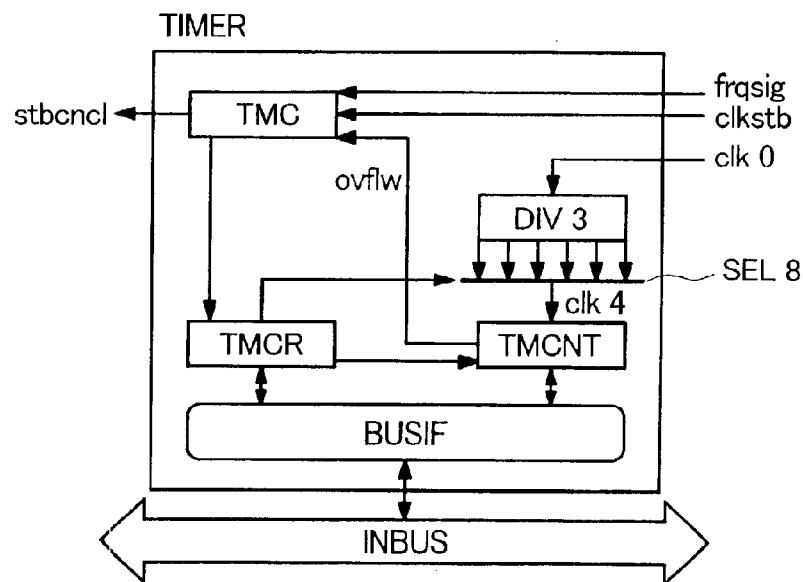 TIMER
frqsig
TMC
stbcncl
clkstb
clk 0
ovflw
DIV 3
SEL 8
clk 4
TMCR
TMCNT
BUSIF
INBUS